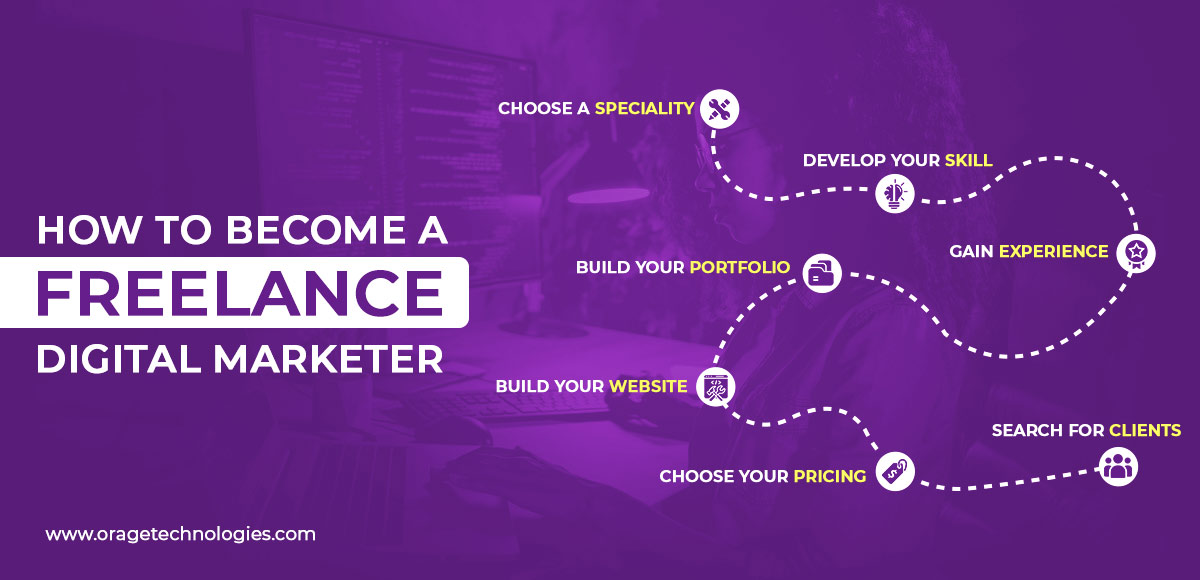 HOW TO BECOME A
FREELANCE
DIGITAL MARKETER
www.oragetechnologies.com
CHOOSE A SPECIALITY
DEVELOP YOUR SKILL
GAIN EXPERIENCE
BUILD YOUR PORTFOLIO
BUILD YOUR WEBSITE
CHOOSE YOUR PRICING
SEARCH FOR CLIENTS